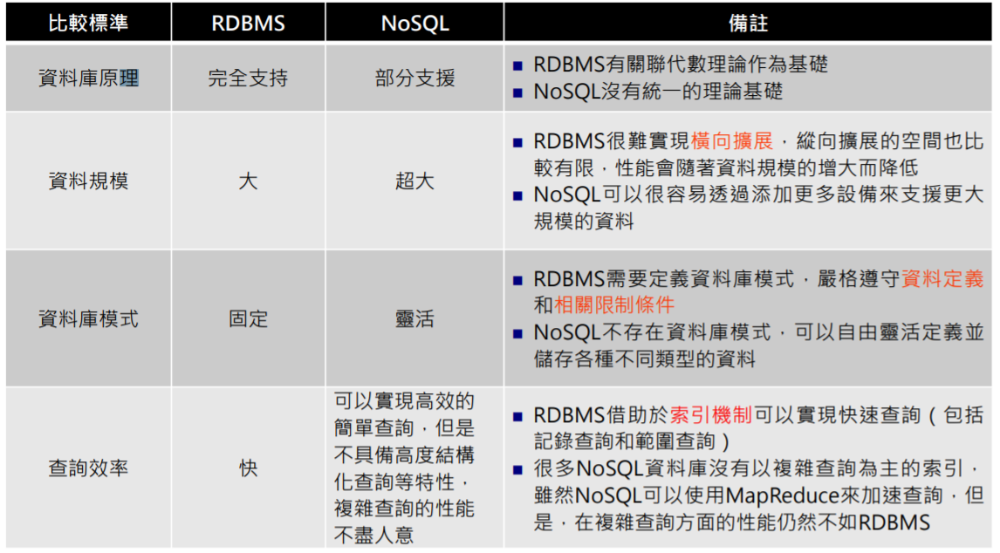 比較標準 RDBMS NoSQL 備註
資料庫原理 完全支持 部分支援
■ RDBMS有關聯代數理論作為基礎
■ NoSQL沒有統一的理論基礎
資料規模 大 超大
■ RDBMS很難實現橫向擴展，縱向擴展的空間也比
較有限，性能會隨著資料規模的增大而降低
■ NoSQL可以很容易透過添加更多設備來支援更大
規模的資料
資料庫模式 固定 靈活
■ RDBMS需要定義資料庫模式，嚴格遵守資料定義
和相關限制條件
■ NoSQL不存在資料庫模式，可以自由靈活定義並
儲存各種不同類型的資料
查詢效率 快
可以實現高效的
簡單查詢，但是
不具備高度結構
化查詢等特性，
複雜查詢的性能
不盡人意
■ RDBMS借助於索引機制可以實現快速查詢（包括
記錄查詢和範圍查詢）
■ 很多NoSQL資料庫沒有以複雜查詢為主的索引，
雖然NoSQL可以使用MapReduce來加速查詢，但
是，在複雜查詢方面的性能仍然不如RDBMS